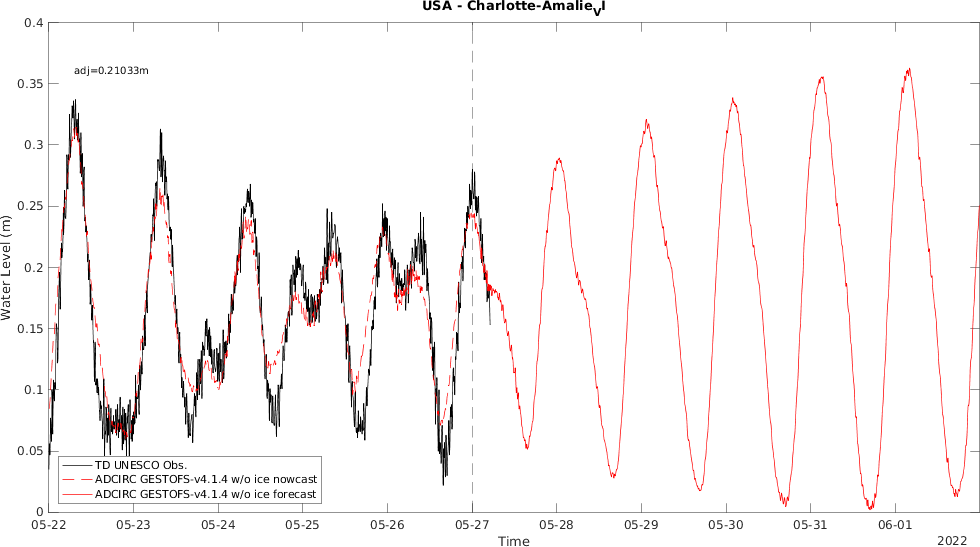 USA - Charlotte-Amalie_VI
0.4
adj=0.21033m
0.35
0.3
0.25
0.2
0.15
0.1
0.05
0
Water Level (m)
TD UNESCO Obs.
ADCIRC GESTOFS-v4.1.4 w/o ice nowcast
ADCIRC GESTOFS-v4.1.4 w/o ice forecast
05-22 05-23 05-24 05-25 05-26 05-27 05-28 05-29 05-30 05-31 06-01
Time
2022